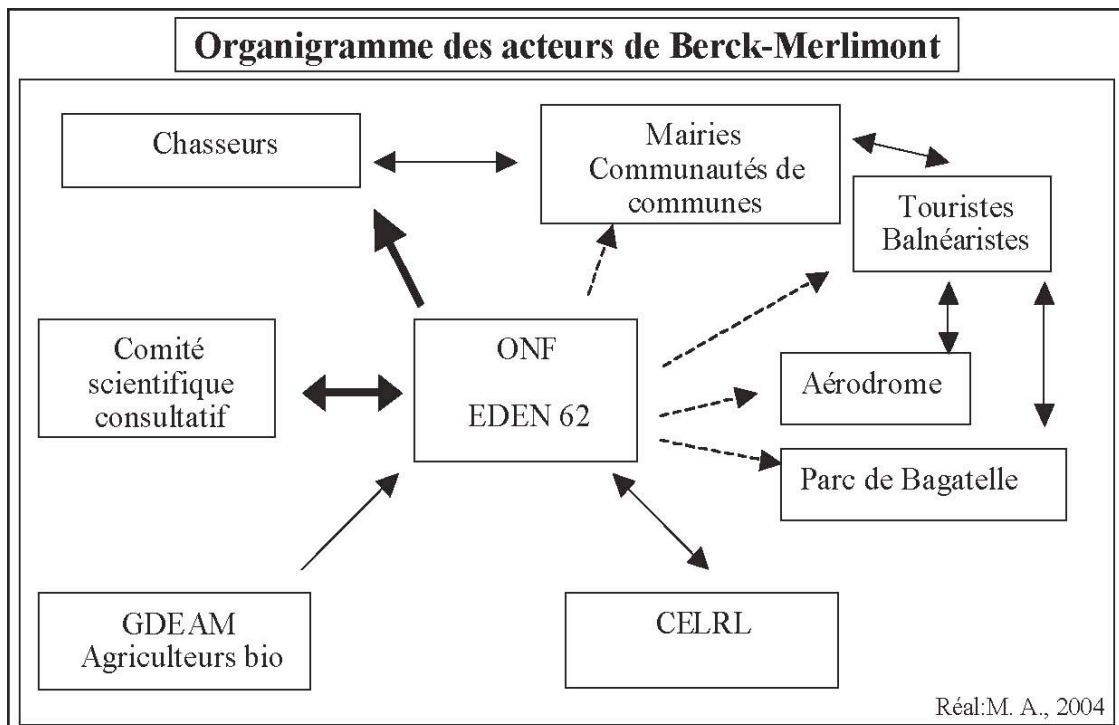 Organigramme des acteurs de Berck-Merlimont
Chasseurs
Mairies
Communautés de
communes
Touristes
Balnéaristes
Comité
scientifique
consultatif
ONF
EDEN 62
Aérodrome
Parc de Bagatelle
GDEAM
Agriculteurs bio
CELRL
Réal:M. A., 2004